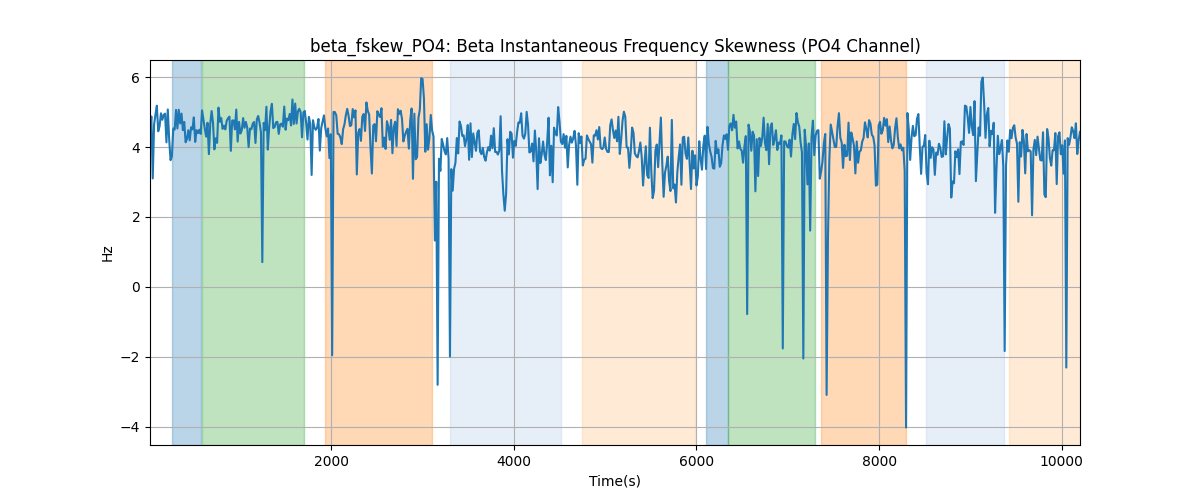 beta_fskew_PO4: Beta Instantaneous Frequency Skewness (PO4 Channel)
6
4
2
0
−2
−4
Hz
2000 4000 6000 8000 10000
Time(s)